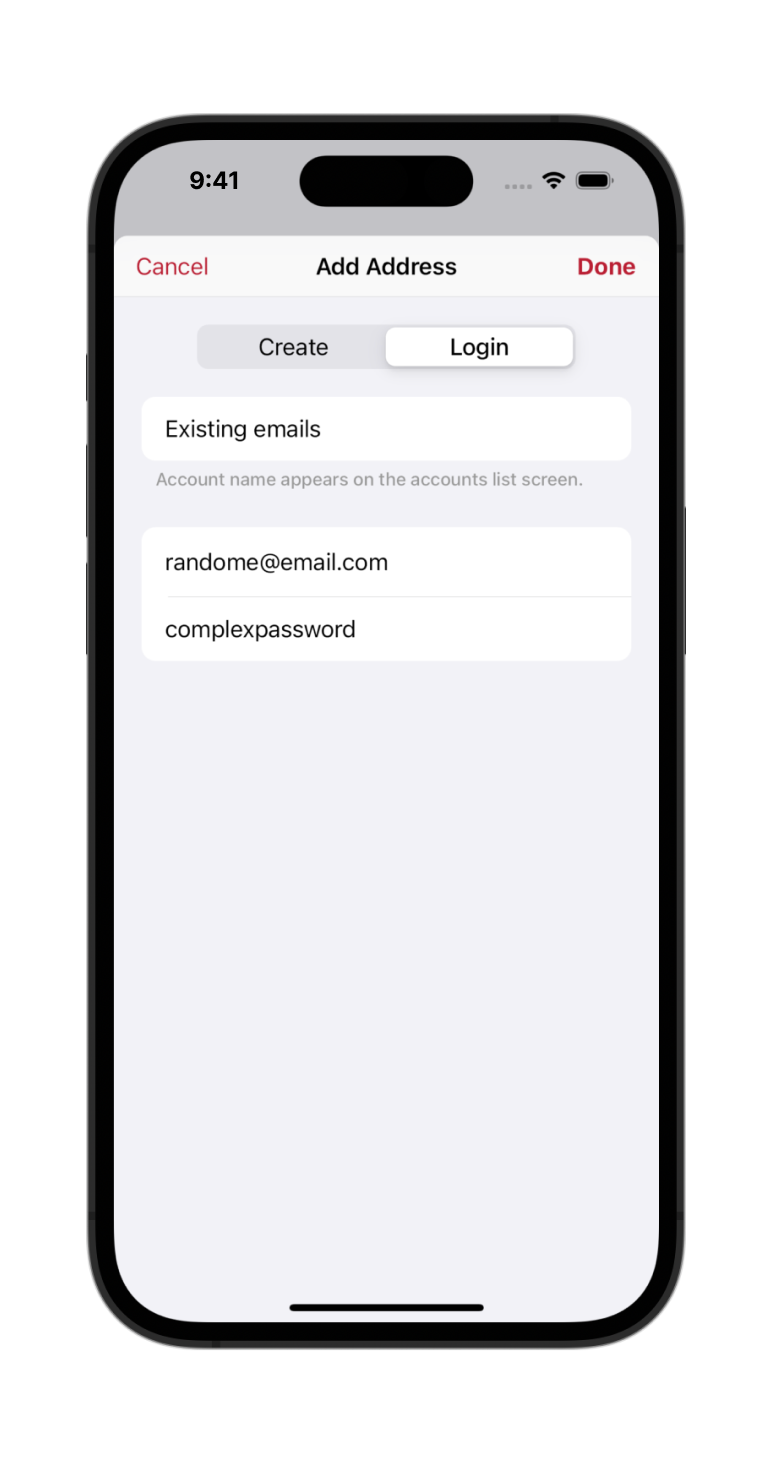 9:41
Cancel Add Address Done
Create Login
Existing emails
Account name appears on the accounts list screen.
randome@email.com
complexpassword